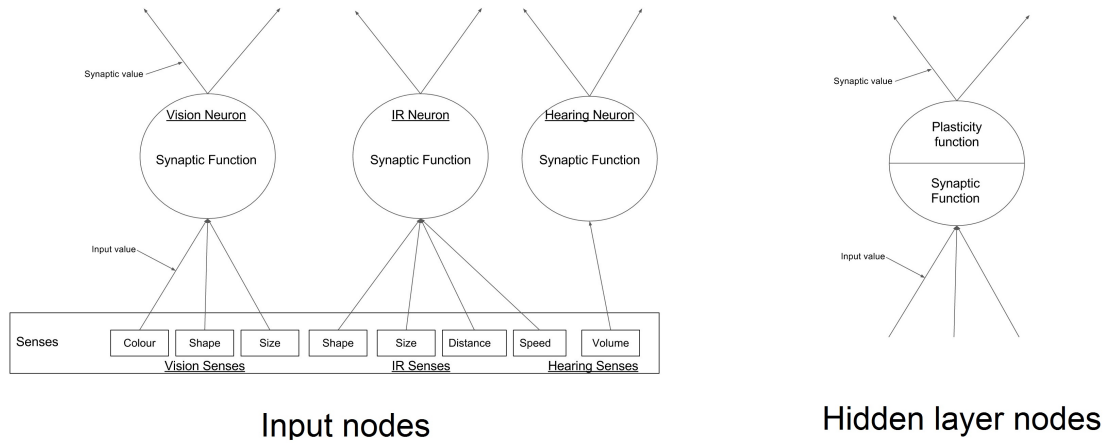 Synaptic value
Vision Neuron
Synaptic Function
IR Neuron
Synaptic Function
Hearing Neuron
Synaptic Function
Input value
Senses
Colour
Shape
Size
Shape
Size
Distance
Speed
Volume
Vision Senses
IR Senses
Hearing Senses
Input nodes
Synaptic value
Plasticity
function
Synaptic
Function
Input value
Hidden layer nodes